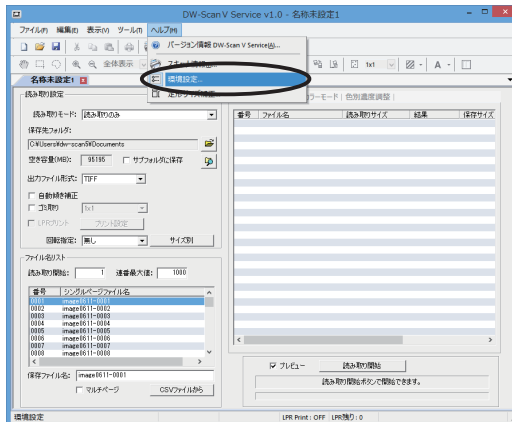 DW-Scan V Service v1.0 - 名称未設定1
ファイル(F) 編集(E) 表示(V) ツール(T) ヘルプ(H)
バージョン情報 DW-Scan V Service(A)...
全体表示
1x1
環境設定...
名称未設定1
読み取り設定
カラーモード 色別濃度調整
読み取りモード: 読み取りのみ
番号 ファイル名 読み取りサイズ 結果 保存サイズ
保存先フォルダ:
C:¥Users¥dw-scan5¥Documents
空き容量(MB): 95195 サブフォルダに保存
出力ファイル形式: TIFF
自動傾き補正
ゴミ取り 1x1
LPRプリント プリント設定
回転指定: 無し サイズ別
ファイル名リスト
読み取り開始: 1 連番最大値: 1000
番号 シングルページファイル名
0001 image0611-0001
0002 image0611-0002
0003 image0611-0003
0004 image0611-0004
0005 image0611-0005
0006 image0611-0006
0007 image0611-0007
0008 image0611-0008
保存ファイル名: image0611-0001
マルチページ CSVファイルから
プレビュー 読み取り開始
読み取り開始ボタンで開始できます。
環境設定
LPR Print : OFF LPR残り : 0